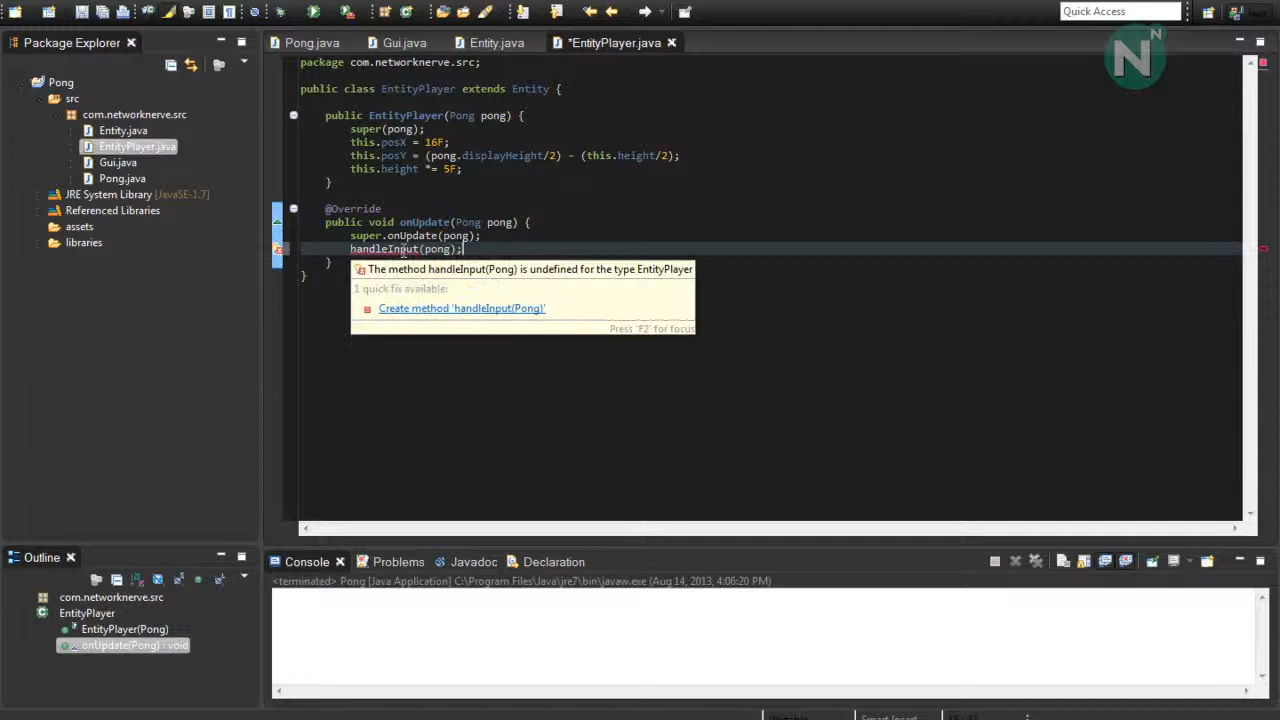 Quick Access
Java
Package Explorer
Pong.java
Gui.java
Entity.java
*EntityPlayer.java
N N
Pong
src
com.networknerve.src
Entity.java
EntityPlayer.java
Gui.java
Pong.java
JRE System Library [JavaSE-1.7]
Referenced Libraries
assets
libraries
package com.networknerve.src;
public class EntityPlayer extends Entity {
public EntityPlayer(Pong pong) {
super(pong);
this.posX = 16F;
this.posY = (pong.displayHeight/2) - (this.height/2);
this.height *= 5F;
}
@Override
public void onUpdate(Pong pong) {
super.onUpdate(pong);
handleInput(pong);
}
}
The method handleInput(Pong) is undefined for the type EntityPlayer
1 quick fix available:
Create method 'handleInput(Pong)'
Press 'F2' for focus
Outline
com.networknerve.src
EntityPlayer
EntityPlayer(Pong)
onUpdate(Pong) : void
Console
Problems
Javadoc
Declaration
<terminated> Pong [Java Application] C:\Program Files\Java\jre7\bin\javaw.exe (Aug 14, 2013, 4:06:20 PM)
Writable
Smart Insert